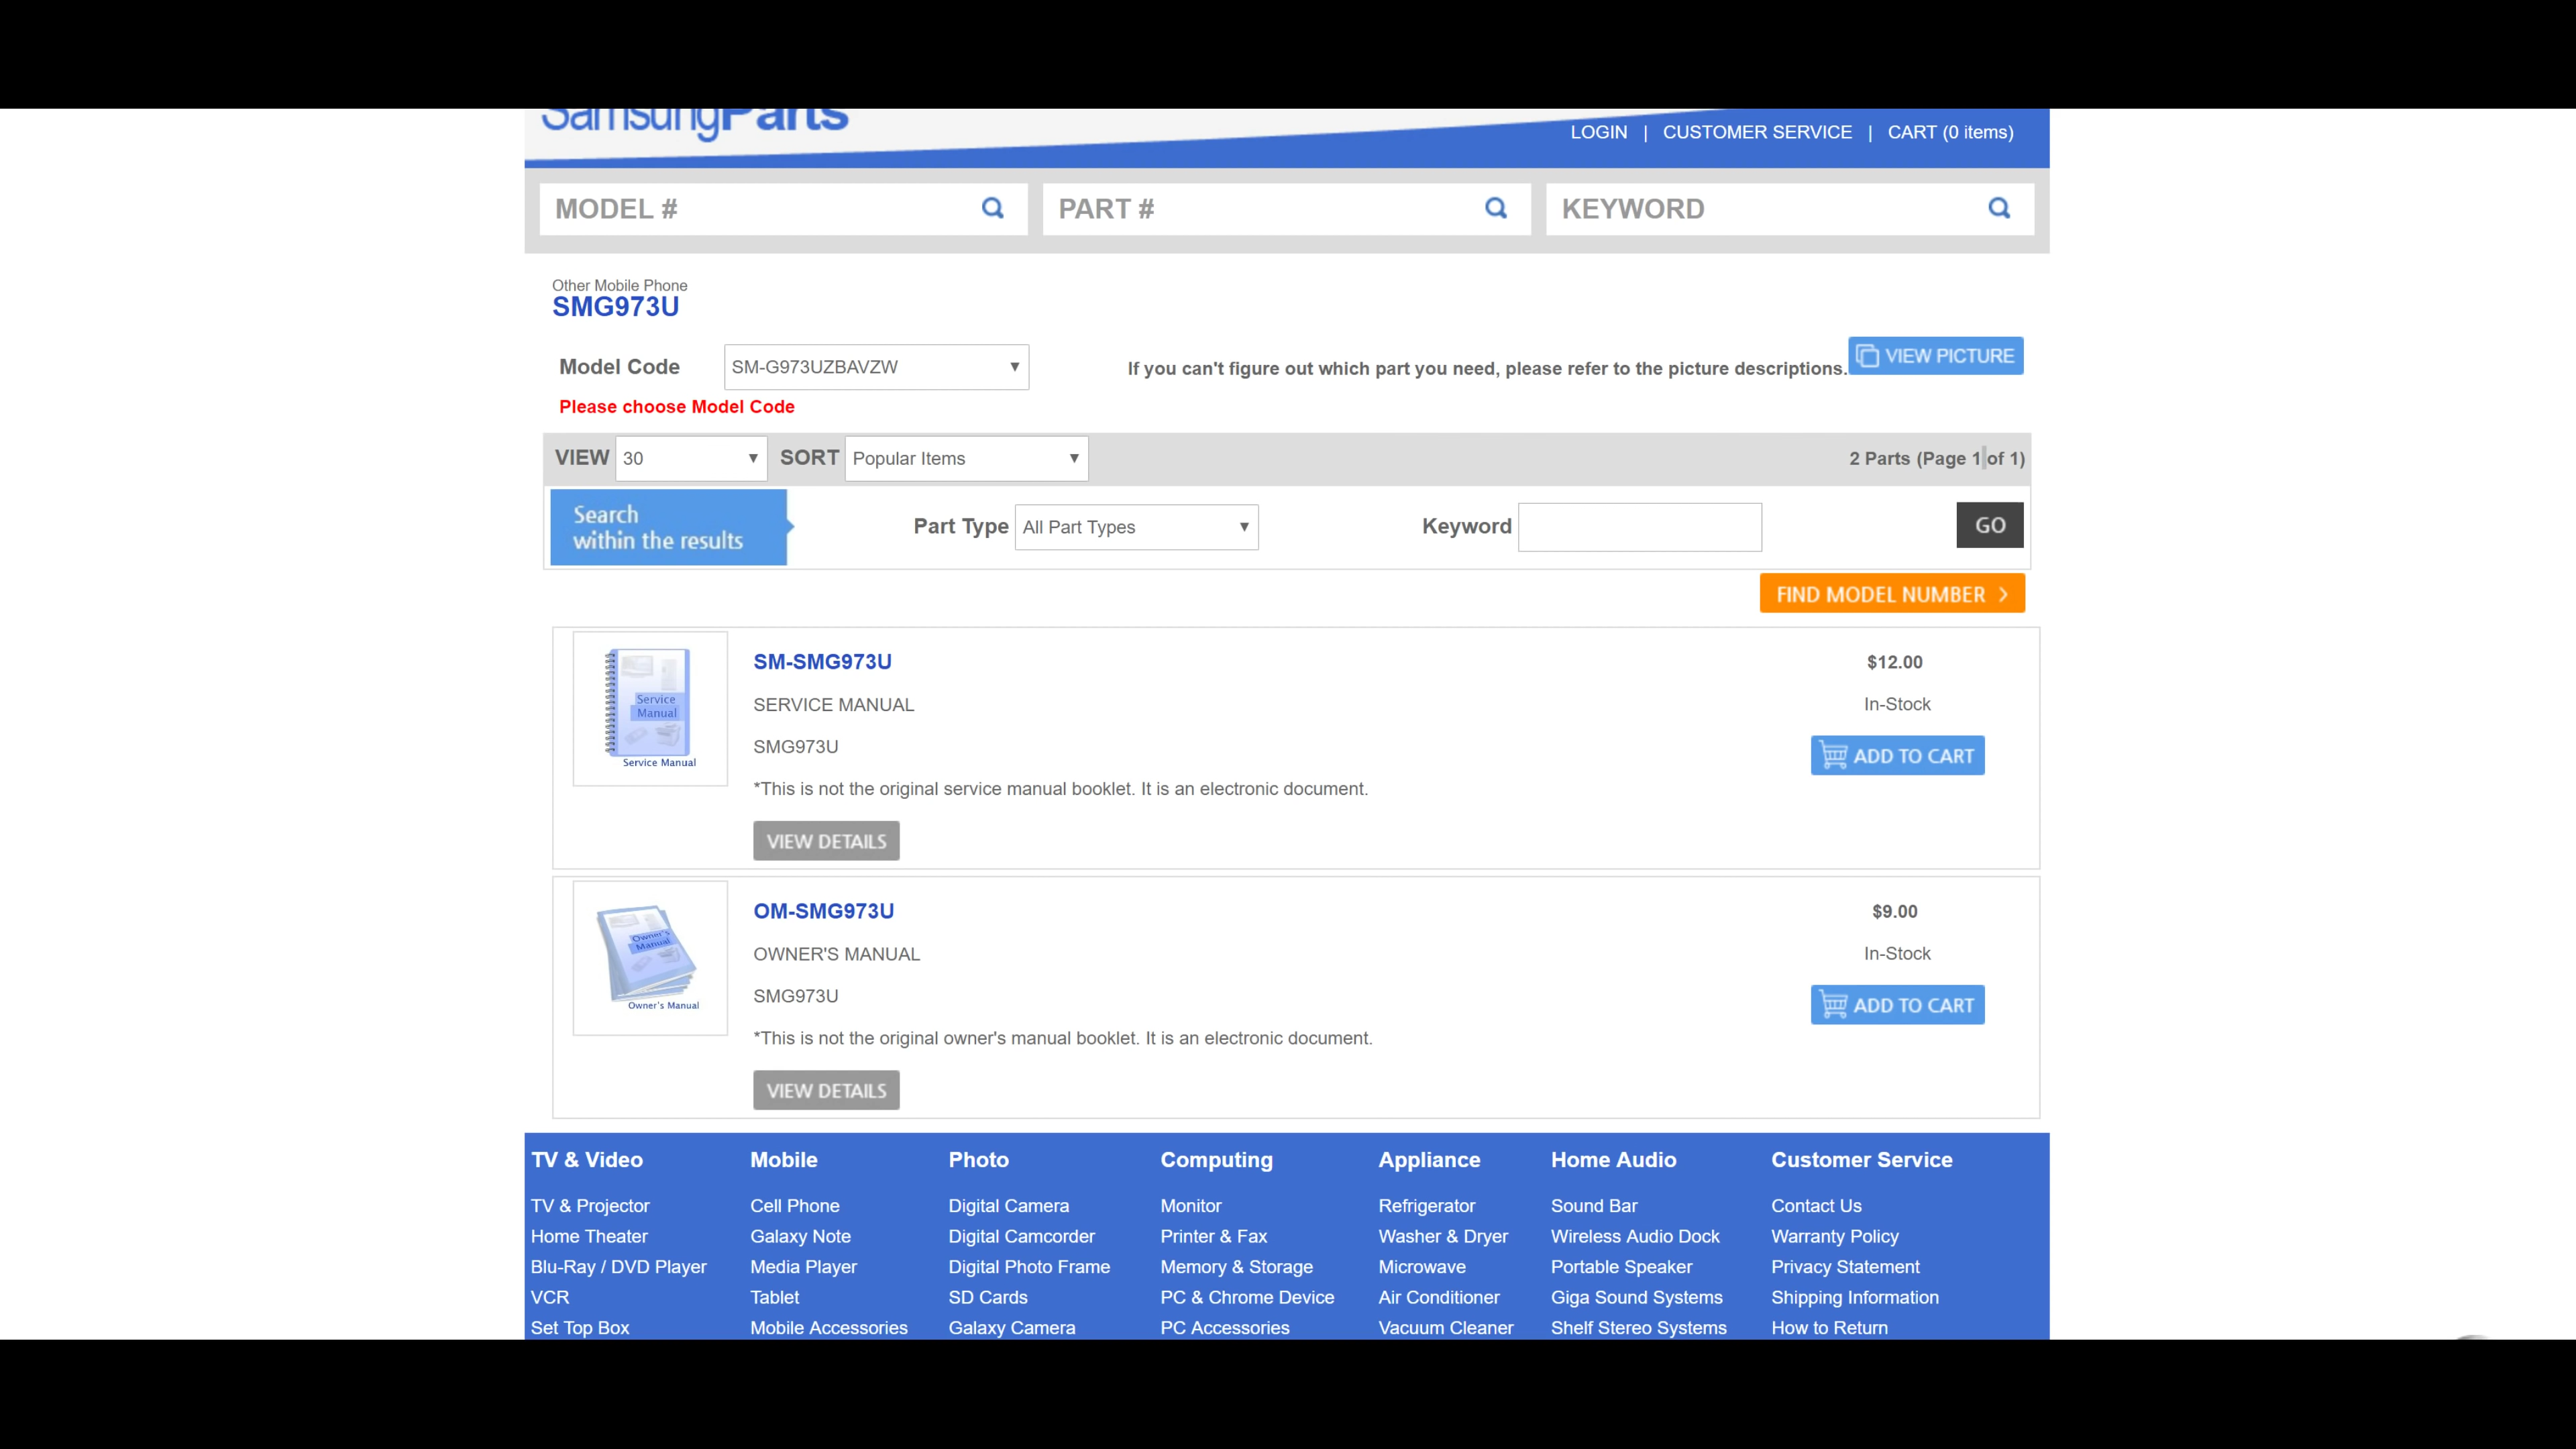 SamsungParts
LOGIN | CUSTOMER SERVICE | CART (0 items)
MODEL # PART # KEYWORD
Other Mobile Phone
SMG973U
Model Code SM-G973UZBAVZW If you can't figure out which part you need, please refer to the picture descriptions. VIEW PICTURE
Please choose Model Code
VIEW 30 SORT Popular Items 2 Parts (Page 1 of 1)
Search
within the results
Part Type All Part Types Keyword GO
FIND MODEL NUMBER >
Service
Manual
Service Manual
SM-SMG973U $12.00
SERVICE MANUAL In-Stock
SMG973U ADD TO CART
*This is not the original service manual booklet. It is an electronic document.
VIEW DETAILS
Owner's
Manual
Owner's Manual
OM-SMG973U $9.00
OWNER'S MANUAL In-Stock
SMG973U ADD TO CART
*This is not the original owner's manual booklet. It is an electronic document.
VIEW DETAILS
TV & Video Mobile Photo Computing Appliance Home Audio Customer Service
TV & Projector Cell Phone Digital Camera Monitor Refrigerator Sound Bar Contact Us
Home Theater Galaxy Note Digital Camcorder Printer & Fax Washer & Dryer Wireless Audio Dock Warranty Policy
Blu-Ray / DVD Player Media Player Digital Photo Frame Memory & Storage Microwave Portable Speaker Privacy Statement
VCR Tablet SD Cards PC & Chrome Device Air Conditioner Giga Sound Systems Shipping Information
Set Top Box Mobile Accessories Galaxy Camera PC Accessories Vacuum Cleaner Shelf Stereo Systems How to Return